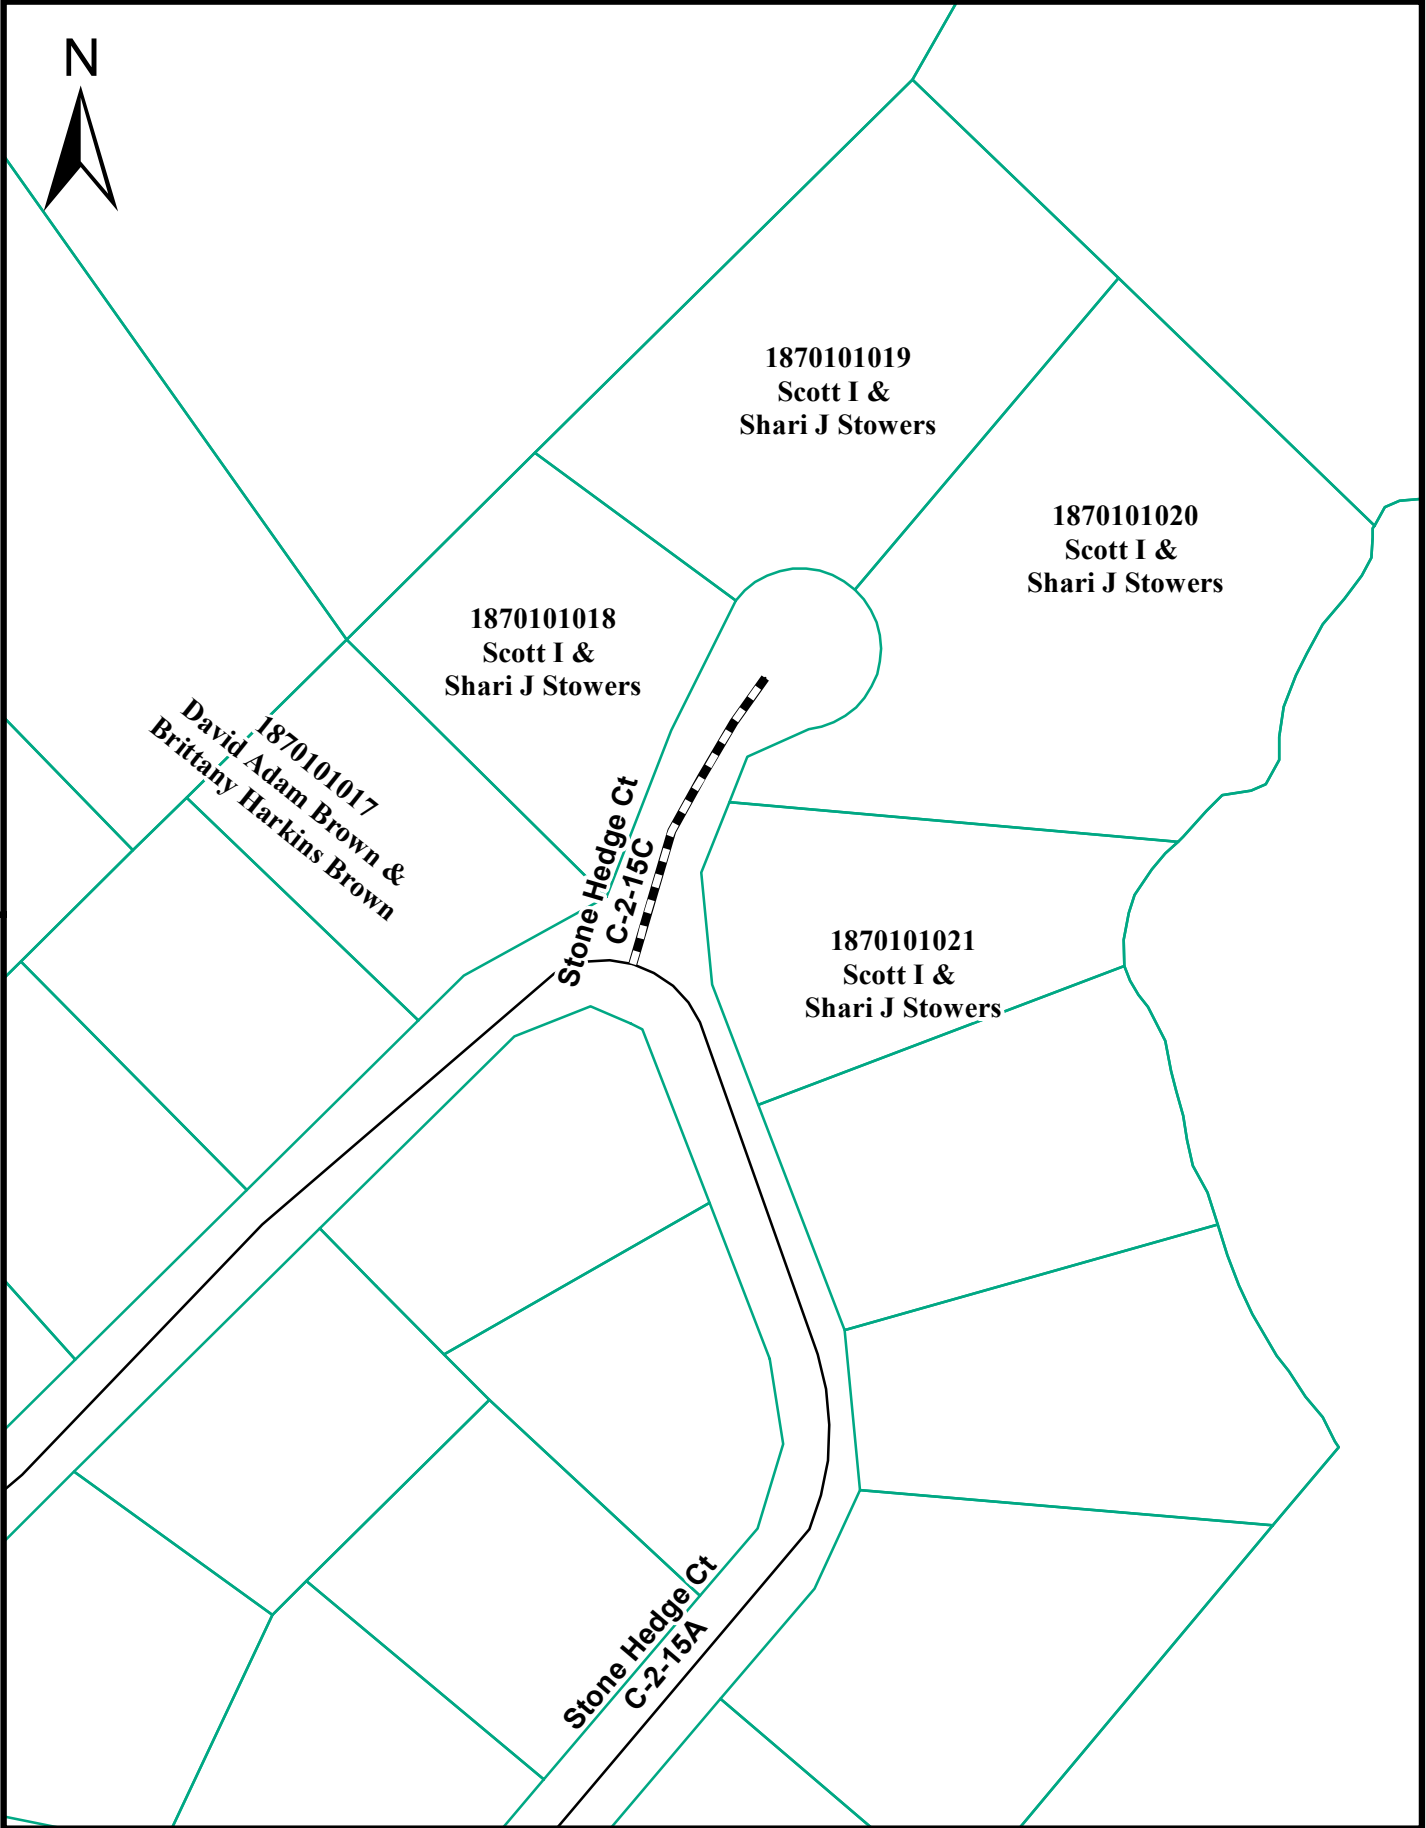 N
1870101019
Scott I &
Shari J Stowers
1870101020
Scott I &
Shari J Stowers
1870101018
Scott I &
Shari J Stowers
1870101017
David Adam Brown &
Brittany Harkins Brown
Stone Hedge Ct
C-2-15C
1870101021
Scott I &
Shari J Stowers
Stone Hedge Ct
C-2-15A